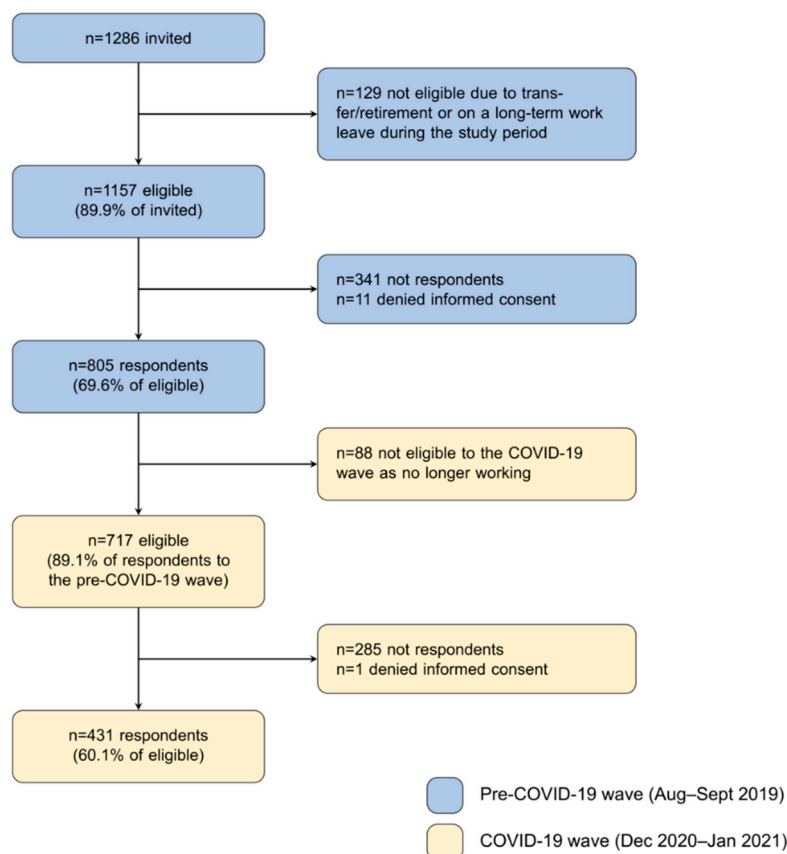 n=1286 invited
n=129 not eligible due to trans-
fer/retirement or on a long-term work
leave during the study period
n=1157 eligible
(89.9% of invited)
n=341 not respondents
n=11 denied informed consent
n=805 respondents
(69.6% of eligible)
n=88 not eligible to the COVID-19
wave as no longer working
n=717 eligible
(89.1% of respondents to
the pre-COVID-19 wave)
n=285 not respondents
n=1 denied informed consent
n=431 respondents
(60.1% of eligible)
Pre-COVID-19 wave (Aug–Sept 2019)
COVID-19 wave (Dec 2020–Jan 2021)